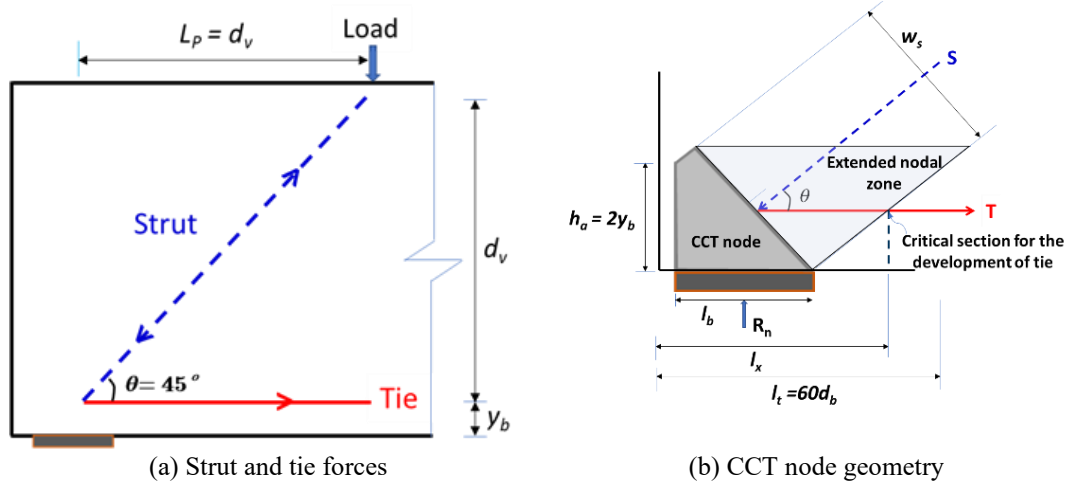 L_P = d_v
Load
Strut
d_v
θ= 45°
Tie
y_b
(a) Strut and tie forces
w_s
S
Extended nodal
zone
θ
h_a = 2y_b
T
CCT node
Critical section for the
development of tie
l_b
R_n
l_x
l_t =60d_b
(b) CCT node geometry